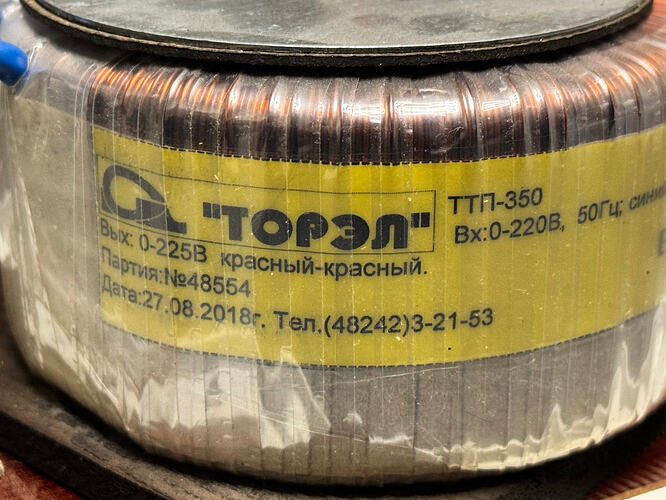 "ТОРЭЛ"
ТТП-350
Вх:0-220В, 50Гц; синий
Вых: 0-225В красный-красный.
Партия:№48554
Дата:27.08.2018г. Тел.(48242)3-21-53